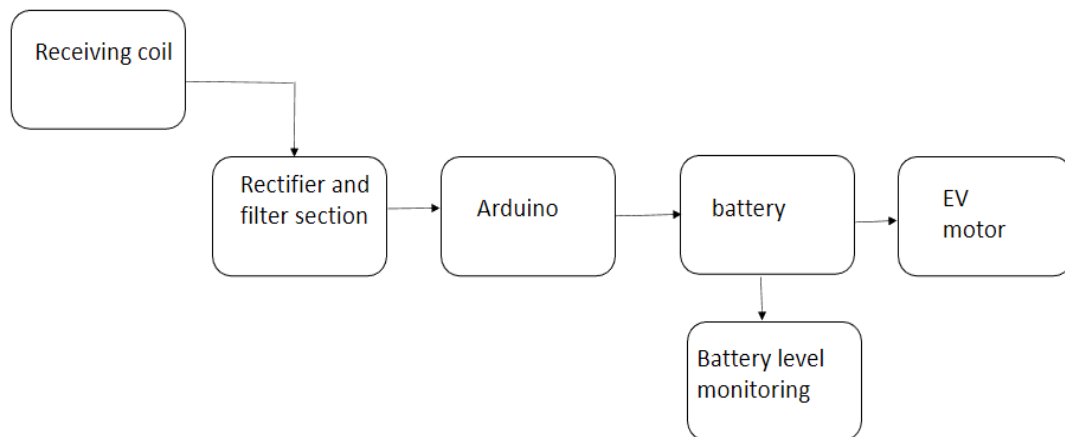 Receiving coil
Rectifier and
filter section
Arduino
battery
EV
motor
Battery level
monitoring